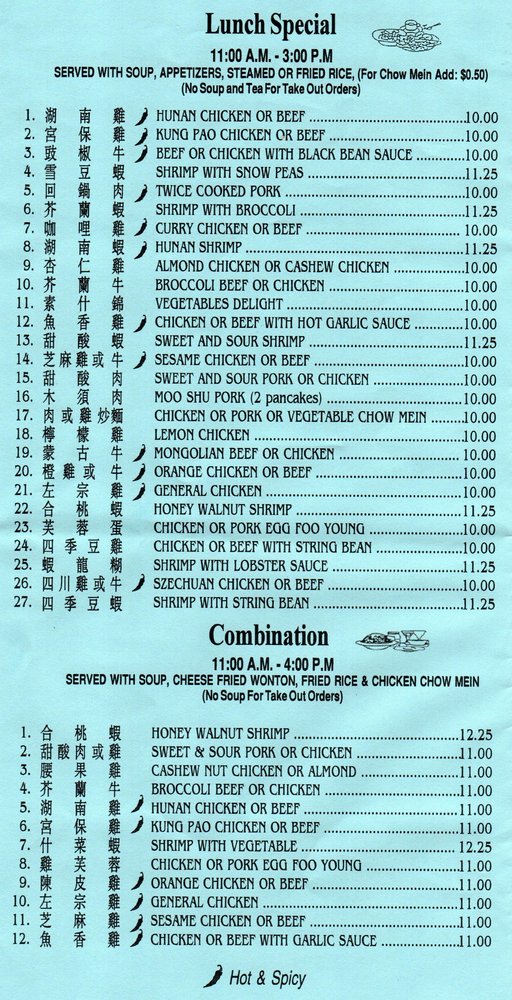 Lunch Special
11:00 A.M. - 3:00 P.M
SERVED WITH SOUP, APPETIZERS, STEAMED OR FRIED RICE, (For Chow Mein Add: $0.50)
(No Soup and Tea For Take Out Orders)
1. 湖南雞 HUNAN CHICKEN OR BEEF 10.00
2. 宮保雞 KUNG PAO CHICKEN OR BEEF 10.00
3. 豉椒牛 BEEF OR CHICKEN WITH BLACK BEAN SAUCE 10.00
4. 雪豆蝦 SHRIMP WITH SNOW PEAS 11.25
5. 回鍋肉 TWICE COOKED PORK 10.00
6. 芥蘭蝦 SHRIMP WITH BROCCOLI 11.25
7. 咖哩雞 CURRY CHICKEN OR BEEF 10.00
8. 湖南蝦 HUNAN SHRIMP 11.25
9. 杏仁雞 ALMOND CHICKEN OR CASHEW CHICKEN 10.00
10. 芥蘭牛 BROCCOLI BEEF OR CHICKEN 10.00
11. 素什錦 VEGETABLES DELIGHT 10.00
12. 魚香雞 CHICKEN OR BEEF WITH HOT GARLIC SAUCE 10.00
13. 甜酸蝦 SWEET AND SOUR SHRIMP 11.25
14. 芝麻雞或牛 SESAME CHICKEN OR BEEF 10.00
15. 甜酸肉 SWEET AND SOUR PORK OR CHICKEN 10.00
16. 木須肉 MOO SHU PORK (2 pancakes) 10.00
17. 肉或雞炒麵 CHICKEN OR PORK OR VEGETABLE CHOW MEIN 10.00
18. 檸檬雞 LEMON CHICKEN 10.00
19. 蒙古牛 MONGOLIAN BEEF OR CHICKEN 10.00
20. 橙雞或牛 ORANGE CHICKEN OR BEEF 10.00
21. 左宗雞 GENERAL CHICKEN 10.00
22. 合桃蝦 HONEY WALNUT SHRIMP 11.25
23. 芙蓉蛋 CHICKEN OR PORK EGG FOO YOUNG 10.00
24. 四季豆雞 CHICKEN OR BEEF WITH STRING BEAN 10.00
25. 蝦龍糊 SHRIMP WITH LOBSTER SAUCE 11.25
26. 四川雞或牛 SZECHUAN CHICKEN OR BEEF 10.00
27. 四季豆蝦 SHRIMP WITH STRING BEAN 11.25
Combination
11:00 A.M. - 4:00 P.M
SERVED WITH SOUP, CHEESE FRIED WONTON, FRIED RICE & CHICKEN CHOW MEIN
(No Soup For Take Out Orders)
1. 合桃蝦 HONEY WALNUT SHRIMP 12.25
2. 甜酸肉或雞 SWEET & SOUR PORK OR CHICKEN 11.00
3. 腰果雞 CASHEW NUT CHICKEN OR ALMOND 11.00
4. 芥蘭牛 BROCCOLI BEEF OR CHICKEN 11.00
5. 湖南雞 HUNAN CHICKEN OR BEEF 11.00
6. 宮保雞 KUNG PAO CHICKEN OR BEEF 11.00
7. 什菜蝦 SHRIMP WITH VEGETABLE 12.25
8. 雞芙蓉 CHICKEN OR PORK EGG FOO YOUNG 11.00
9. 陳皮雞 ORANGE CHICKEN OR BEEF 11.00
10. 左宗雞 GENERAL CHICKEN 11.00
11. 芝麻雞 SESAME CHICKEN OR BEEF 11.00
12. 魚香雞 CHICKEN OR BEEF WITH GARLIC SAUCE 11.00
Hot & Spicy